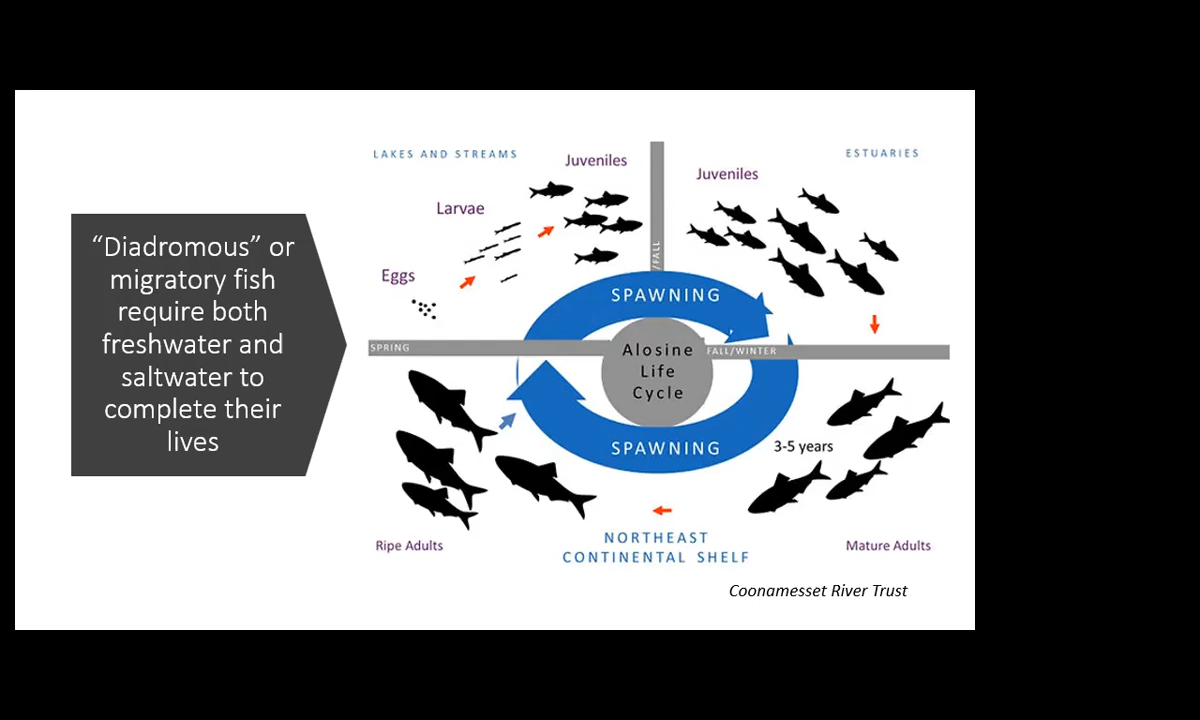 “Diadromous” or
migratory fish
require both
freshwater and
saltwater to
complete their
lives
LAKES AND STREAMS
ESTUARIES
Juveniles
Juveniles
Larvae
Eggs
/FALL
SPAWNING
SPRING
Alosine
Life
Cycle
FALL/WINTER
SPAWNING
3-5 years
NORTHEAST
CONTINENTAL SHELF
Ripe Adults
Mature Adults
Coonamesset River Trust